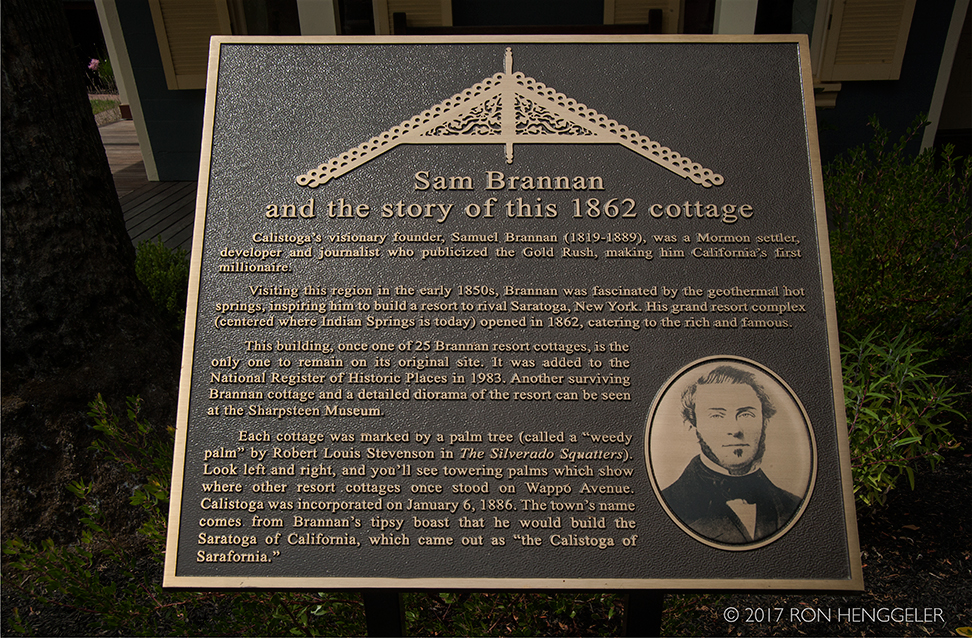 Sam Brannan
and the story of this 1862 cottage
Calistoga's visionary founder, Samuel Brannan (1819-1889), was a Mormon settler,
developer and journalist who publicized the Gold Rush, making him California's first
millionaire.
Visiting this region in the early 1850s, Brannan was fascinated by the geothermal hot
springs, inspiring him to build a resort to rival Saratoga, New York. His grand resort complex
(centered where Indian Springs is today) opened in 1862, catering to the rich and famous.
This building, once one of 25 Brannan resort cottages, is the
only one to remain on its original site. It was added to the
National Register of Historic Places in 1983. Another surviving
Brannan cottage and a detailed diorama of the resort can be seen
at the Sharpsteen Museum.
Each cottage was marked by a palm tree (called a "weedy
palm" by Robert Louis Stevenson in The Silverado Squatters).
Look left and right, and you'll see towering palms which show
where other resort cottages once stood on Wappo Avenue.
Calistoga was incorporated on January 6, 1886. The town's name
comes from Brannan's tipsy boast that he would build the
Saratoga of California, which came out as "the Calistoga of
Sarafornia."
© 2017 RON HENGGELER